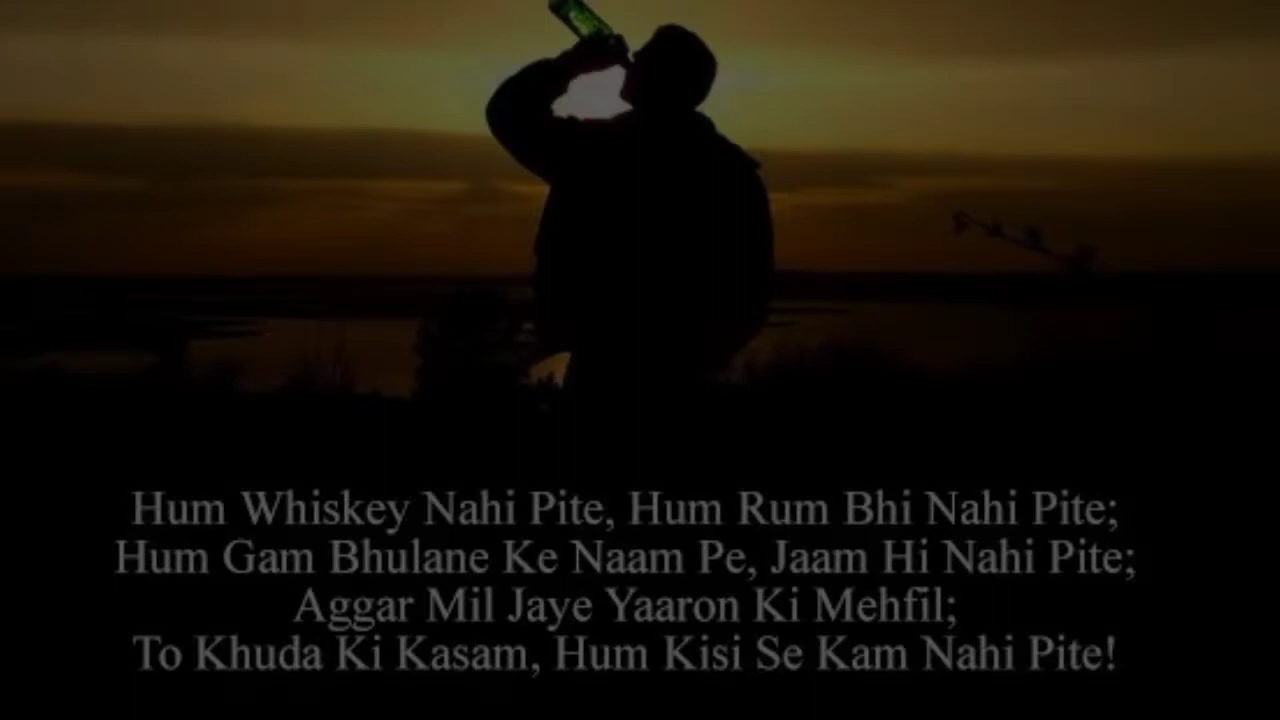 Hum Whiskey Nahi Pite, Hum Rum Bhi Nahi Pite;
Hum Gam Bhulane Ke Naam Pe, Jaam Hi Nahi Pite;
Aggar Mil Jaye Yaaron Ki Mehfil;
To Khuda Ki Kasam, Hum Kisi Se Kam Nahi Pite!